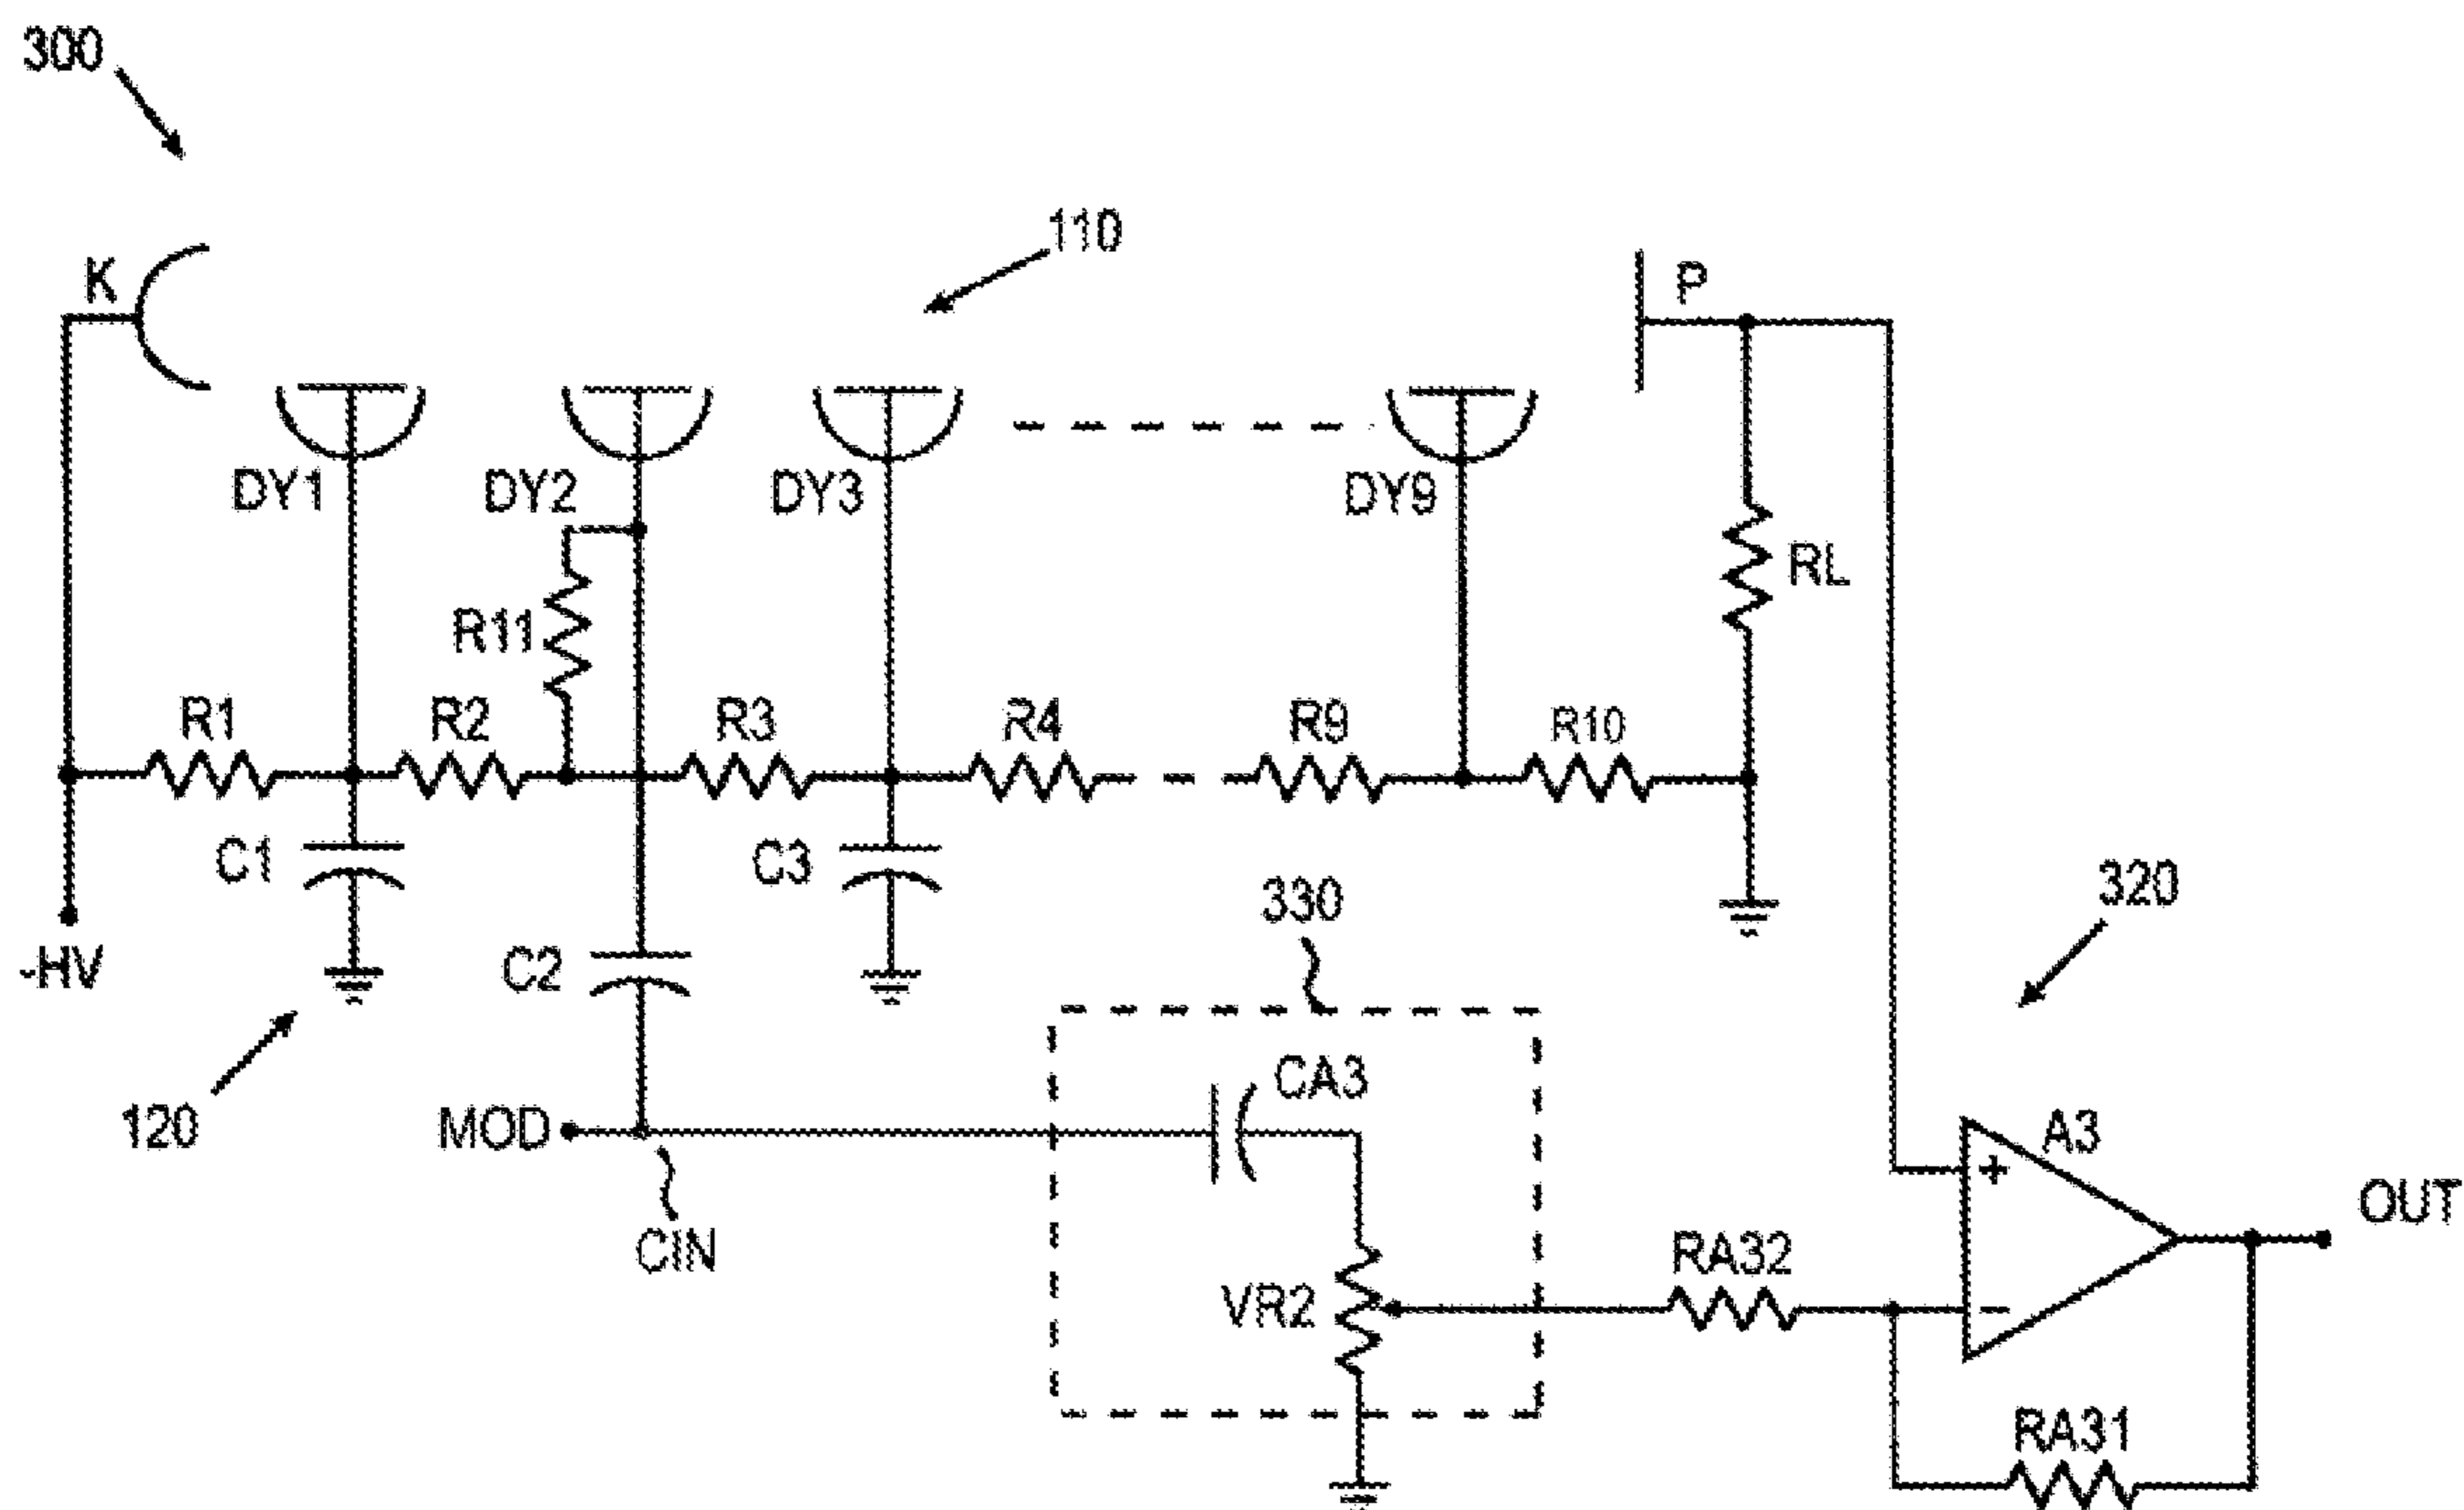 300
K
110
P
DY1
DY2
DY3
DY9
RL
R11
R1
R2
R3
R4
R9
R10
C1
C3
330
320
-HV
C2
120
MOD
CA3
A3
+
OUT
CIN
RA32
VR2
−
RA31